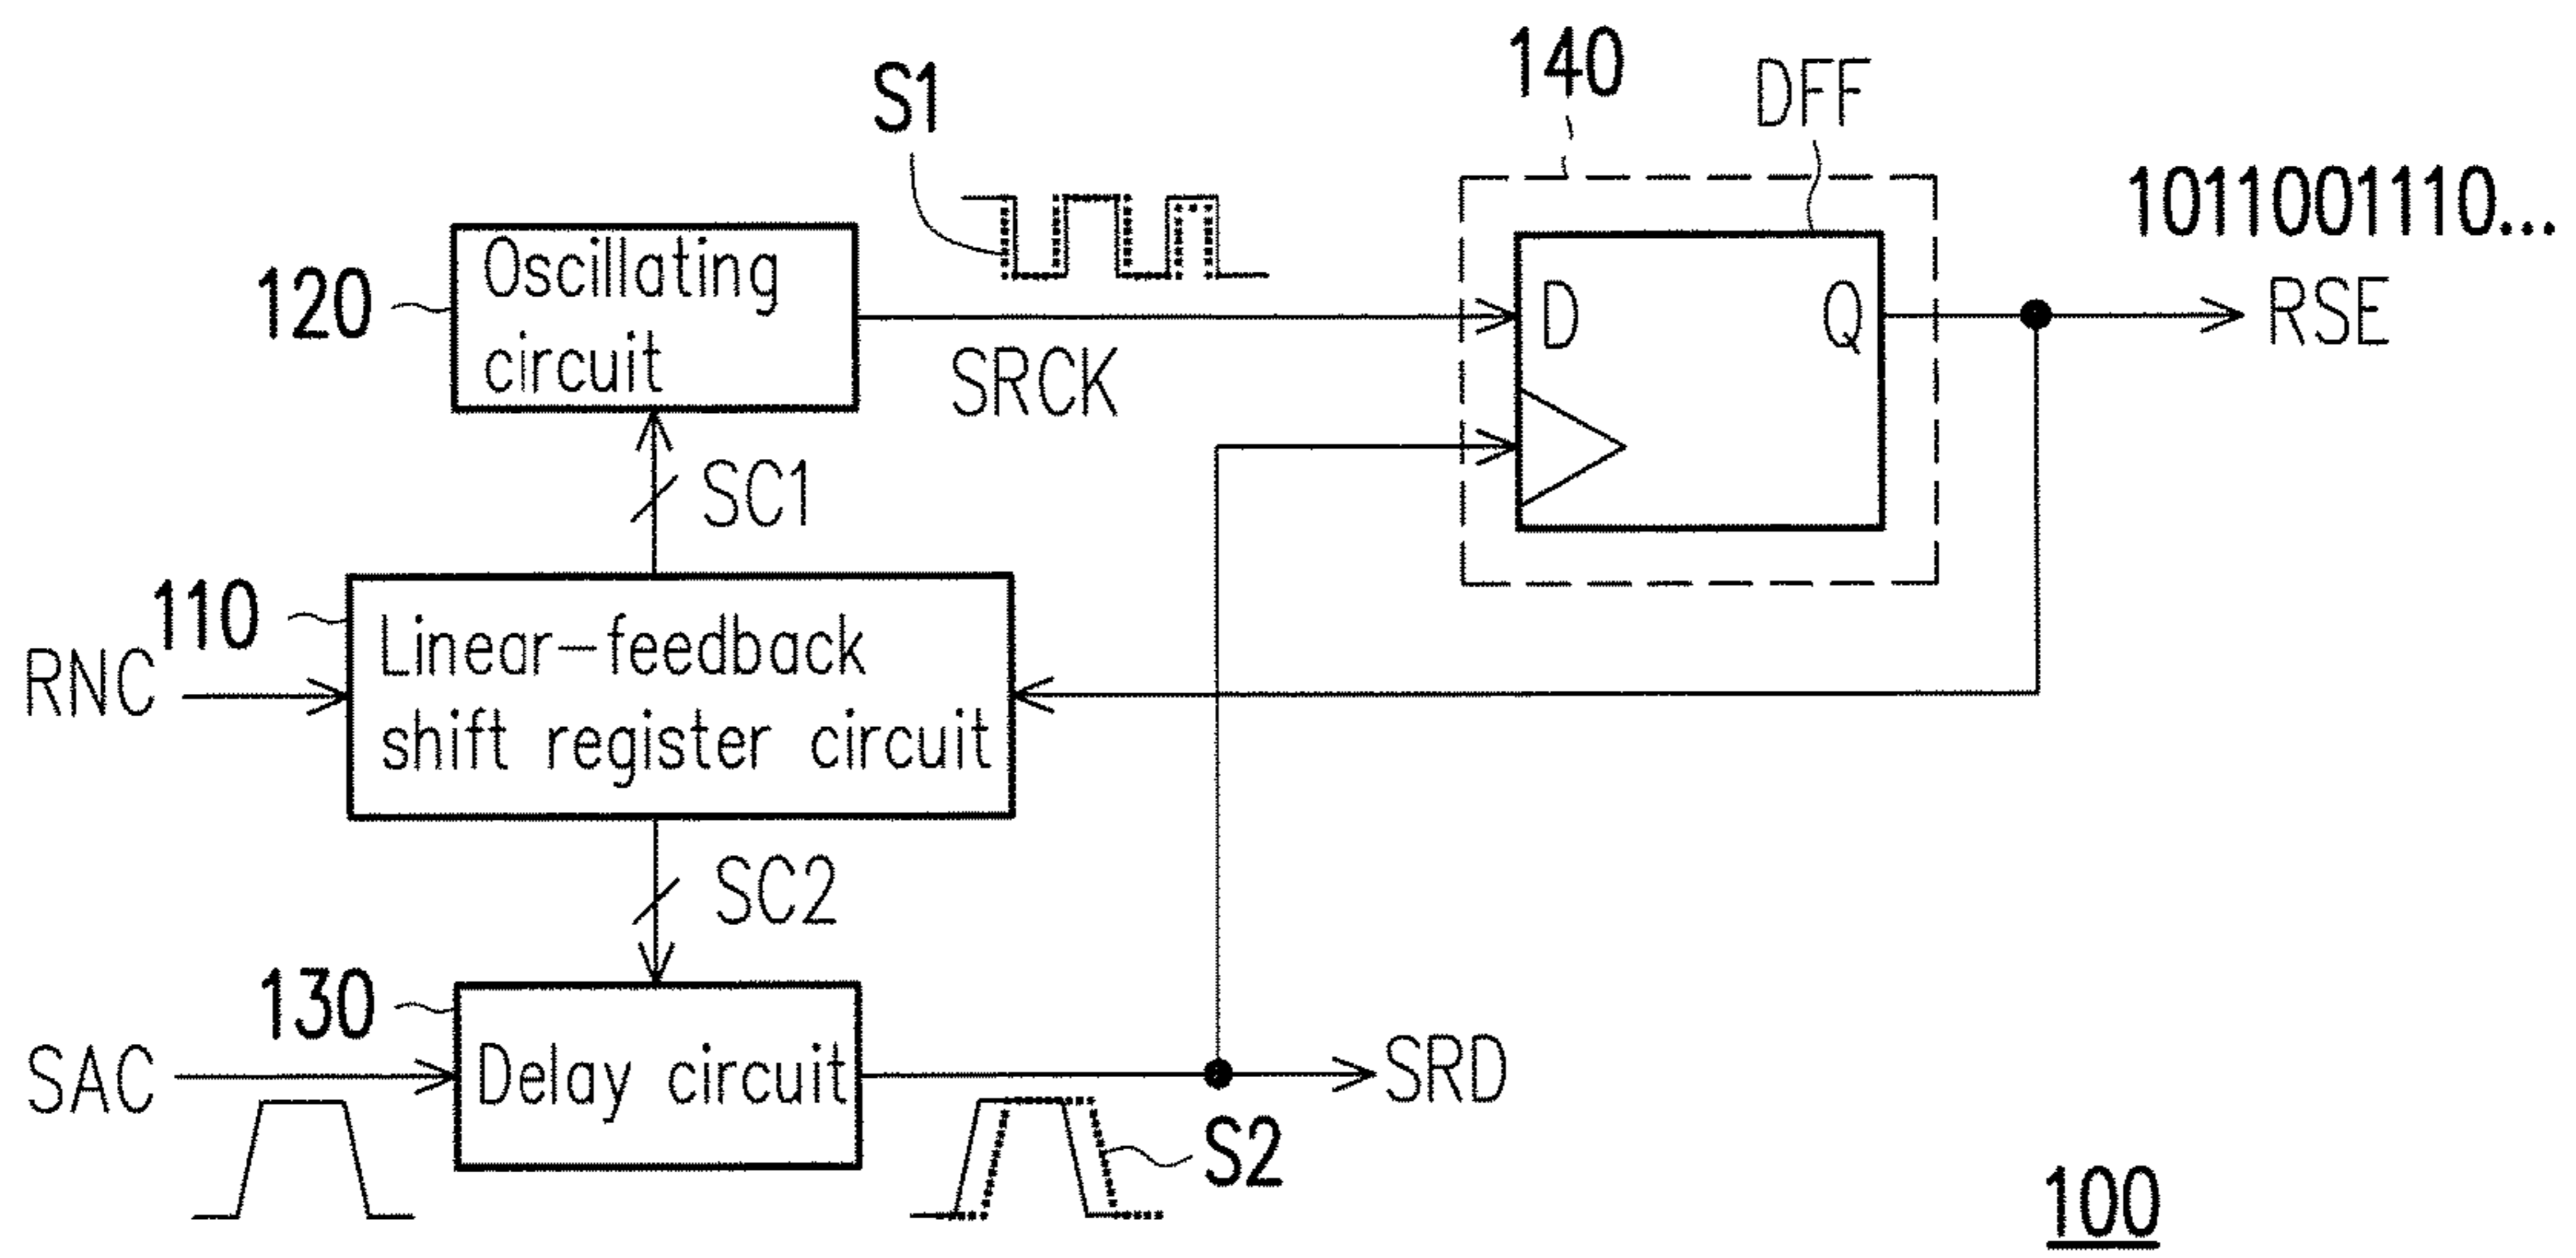 140
DFF
S1
1011001110...
120
Oscillating
circuit
D
Q
RSE
SRCK
SC1
110
RNC
Linear-feedback
shift register circuit
SC2
130
SAC
Delay circuit
SRD
S2
100